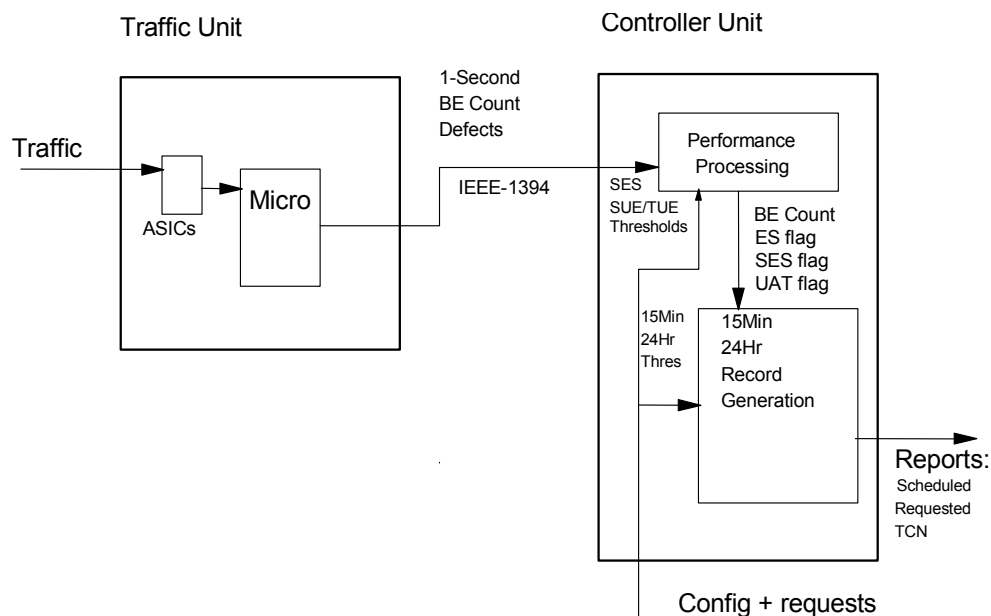 Traffic Unit
Controller Unit
1-Second
BE Count
Defects
Traffic
ASICs
Micro
IEEE-1394
Performance
Processing
SES
SUE/TUE
Thresholds
BE Count
ES flag
SES flag
UAT flag
15Min
24Hr
Thres
15Min
24Hr
Record
Generation
Reports:
Scheduled
Requested
TCN
Config + requests